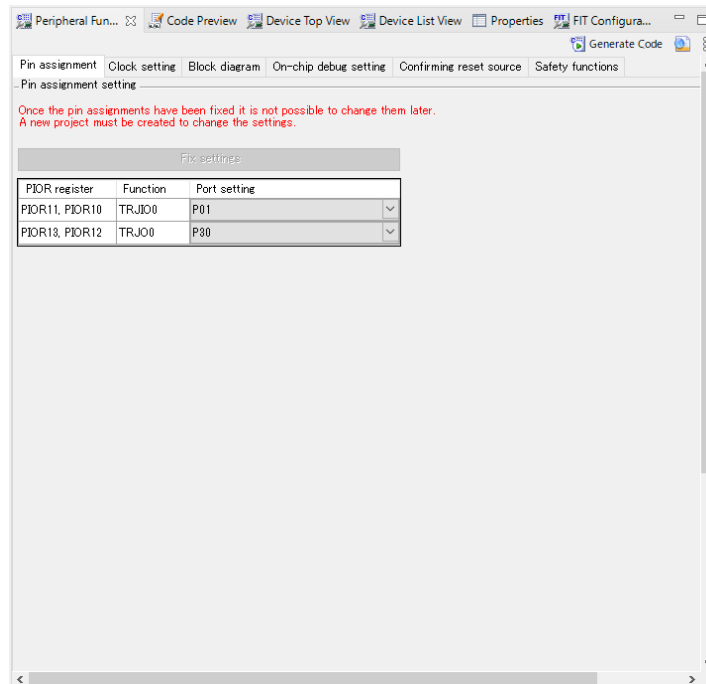 Peripheral Fun... Code Preview Device Top View Device List View Properties FIT Configura...
Generate Code
Pin assignment Clock setting Block diagram On-chip debug setting Confirming reset source Safety functions
Pin assignment setting
Once the pin assignments have been fixed it is not possible to change them later.
A new project must be created to change the settings.
Fix settings
PIOR register Function Port setting
PIOR11, PIOR10 TRJIO0 P01
PIOR13, PIOR12 TRJO0 P30